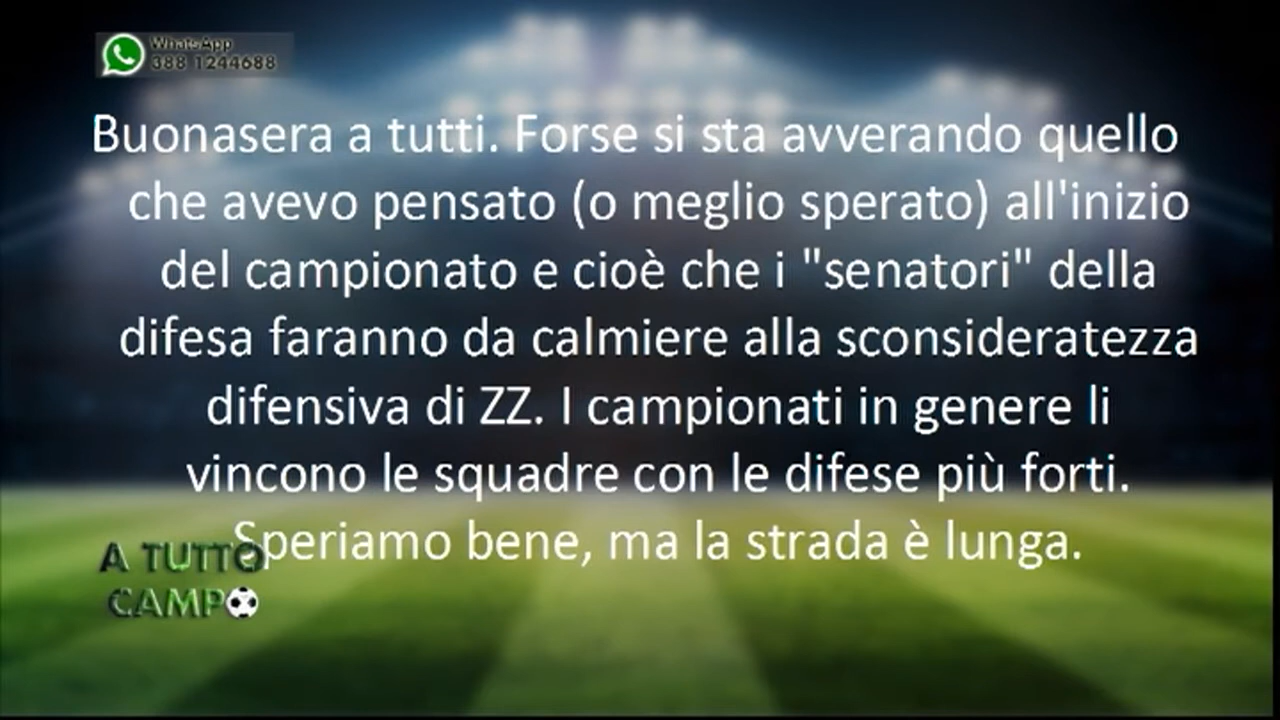 WhatsApp
388 1244688
Buonasera a tutti. Forse si sta avverando quello
che avevo pensato (o meglio sperato) all'inizio
del campionato e cioè che i "senatori" della
difesa faranno da calmiere alla sconsideratezza
difensiva di ZZ. I campionati in genere li
vincono le squadre con le difese più forti.
Speriamo bene, ma la strada è lunga.
A TUTTO
CAMPO